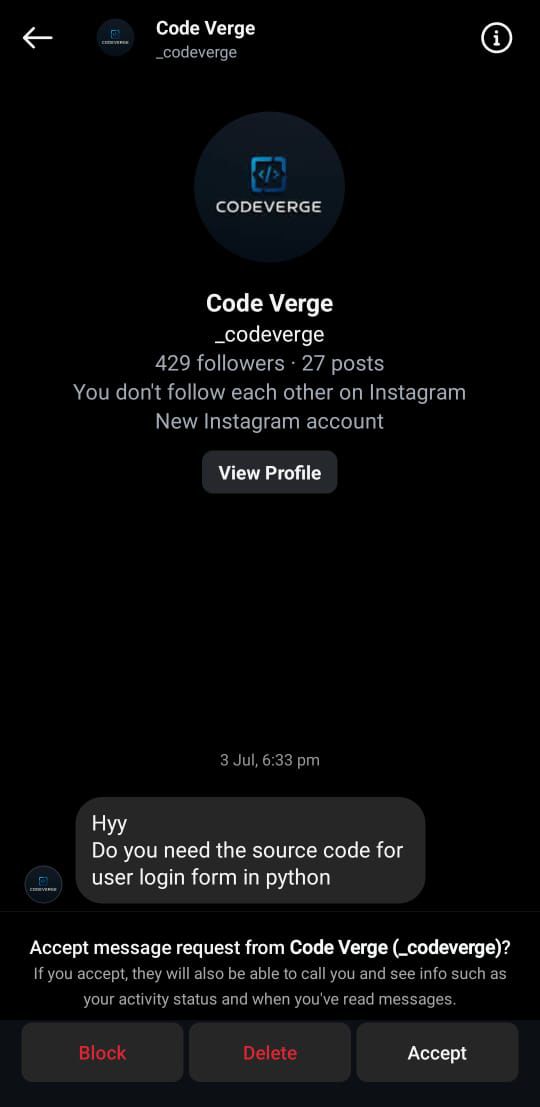 Code Verge
_codeverge
CODEVERGE
CODEVERGE
Code Verge
_codeverge
429 followers · 27 posts
You don't follow each other on Instagram
New Instagram account
View Profile
3 Jul, 6:33 pm
Hyy
Do you need the source code for
user login form in python
CODEVERGE
Accept message request from Code Verge (_codeverge)?
If you accept, they will also be able to call you and see info such as
your activity status and when you've read messages.
Block
Delete
Accept